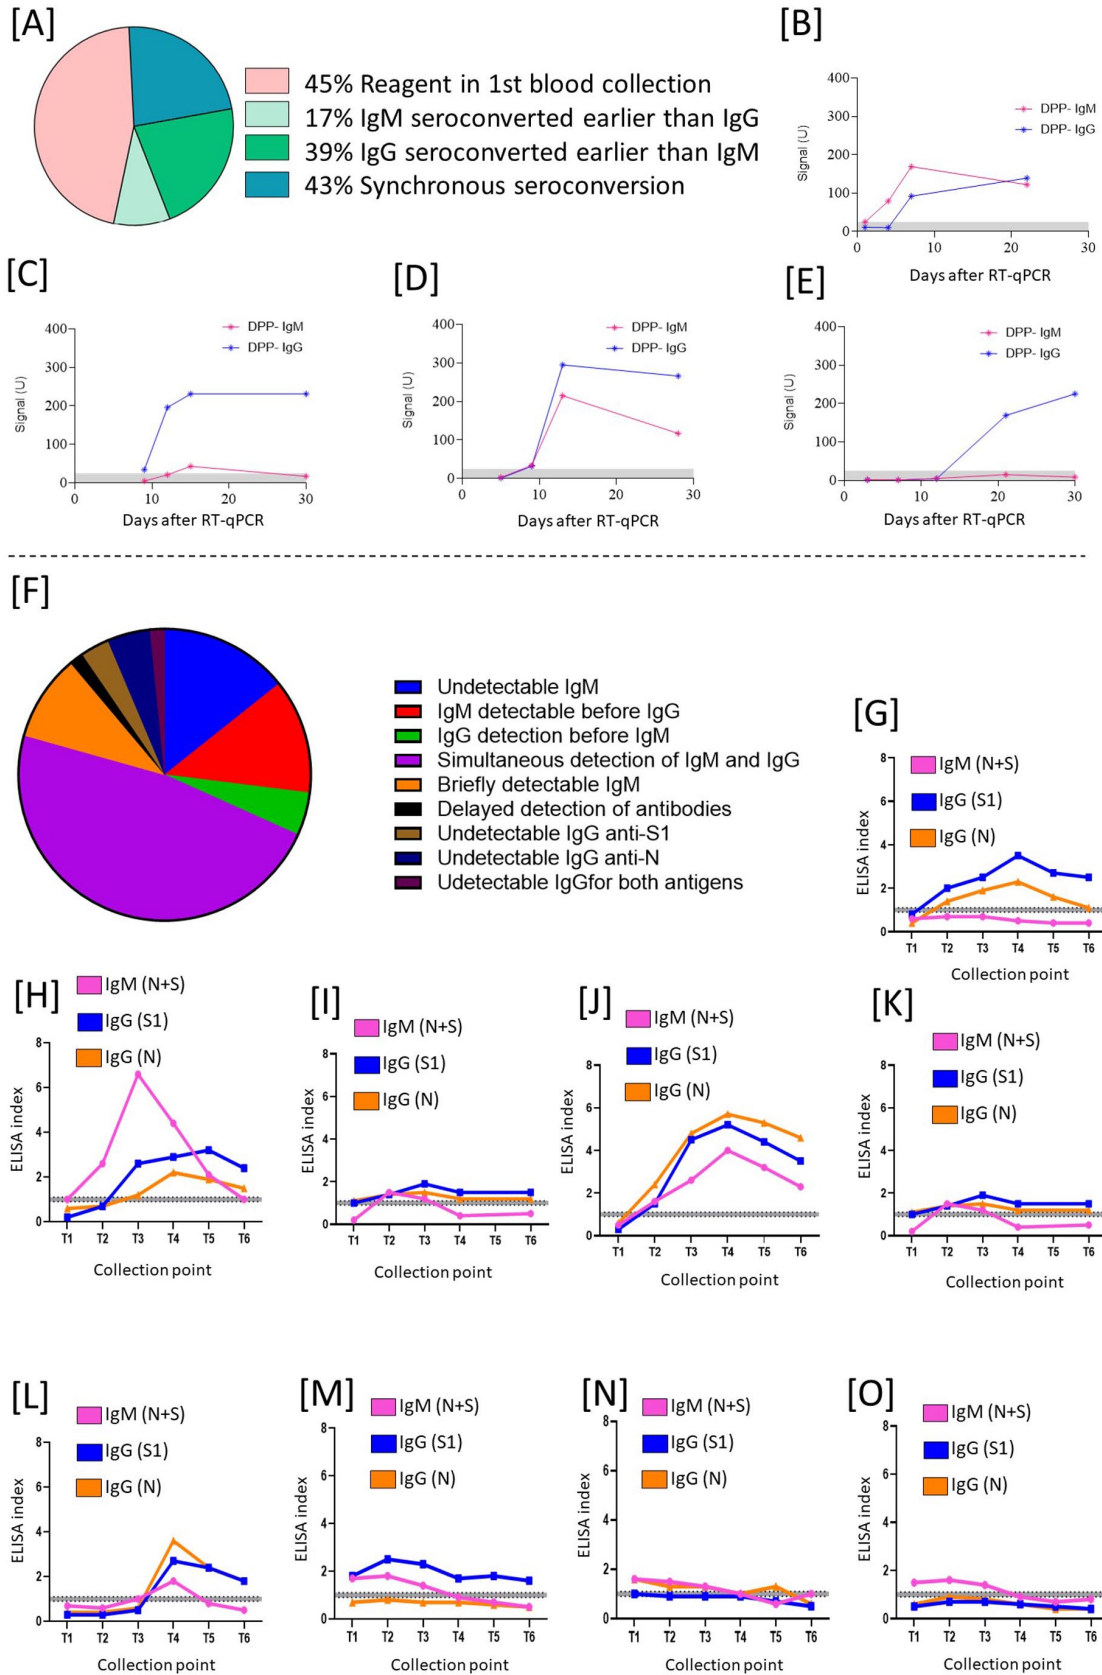 [A]
45% Reagent in 1st blood collection
17% IgM seroconverted earlier than IgG
39% IgG seroconverted earlier than IgM
43% Synchronous seroconversion
[B]
400
300
200
100
0
Signal (U)
DPP- IgM
DPP- IgG
0 10 20 30
Days after RT-qPCR
[C]
400
300
200
100
0
Signal (U)
DPP- IgM
DPP- IgG
0 10 20 30
Days after RT-qPCR
[D]
400
300
200
100
0
Signal (U)
DPP- IgM
DPP- IgG
0 10 20 30
Days after RT-qPCR
[E]
400
300
200
100
0
Signal (U)
DPP- IgM
DPP- IgG
0 10 20 30
Days after RT-qPCR
[F]
Undetectable IgM
IgM detectable before IgG
IgG detection before IgM
Simultaneous detection of IgM and IgG
Briefly detectable IgM
Delayed detection of antibodies
Undetectable IgG anti-S1
Undetectable IgG anti-N
Udetectable IgGfor both antigens
[G]
IgM (N+S)
IgG (S1)
IgG (N)
8
6
4
2
0
ELISA index
T1 T2 T3 T4 T5 T6
Collection point
[H]
IgM (N+S)
IgG (S1)
IgG (N)
8
6
4
2
0
ELISA index
T1 T2 T3 T4 T5 T6
Collection point
[I]
IgM (N+S)
IgG (S1)
IgG (N)
8
6
4
2
0
ELISA index
T1 T2 T3 T4 T5 T6
Collection point
[J]
IgM (N+S)
IgG (S1)
IgG (N)
8
6
4
2
0
ELISA index
T1 T2 T3 T4 T5 T6
Collection point
[K]
IgM (N+S)
IgG (S1)
IgG (N)
8
6
4
2
0
ELISA index
T1 T2 T3 T4 T5 T6
Collection point
[L]
IgM (N+S)
IgG (S1)
IgG (N)
8
6
4
2
0
ELISA index
T1 T2 T3 T4 T5 T6
Collection point
[M]
IgM (N+S)
IgG (S1)
IgG (N)
8
6
4
2
0
ELISA index
T1 T2 T3 T4 T5 T6
Collection point
[N]
IgM (N+S)
IgG (S1)
IgG (N)
8
6
4
2
0
ELISA index
T1 T2 T3 T4 T5 T6
Collection point
[O]
IgM (N+S)
IgG (S1)
IgG (N)
8
6
4
2
0
ELISA index
T1 T2 T3 T4 T5 T6
Collection point